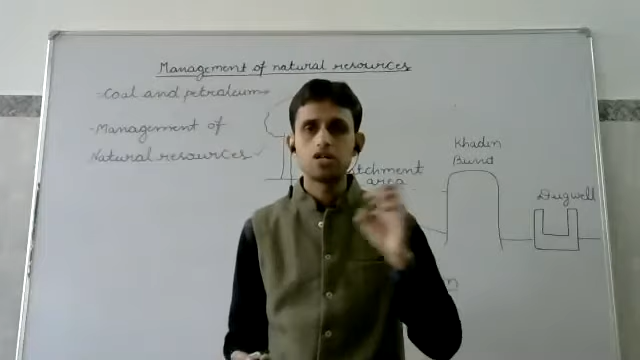 Management of natural resources
- Coal and petroleum
- Management of
Natural resources
Khadin
Bund
atchment
area
Dugwell